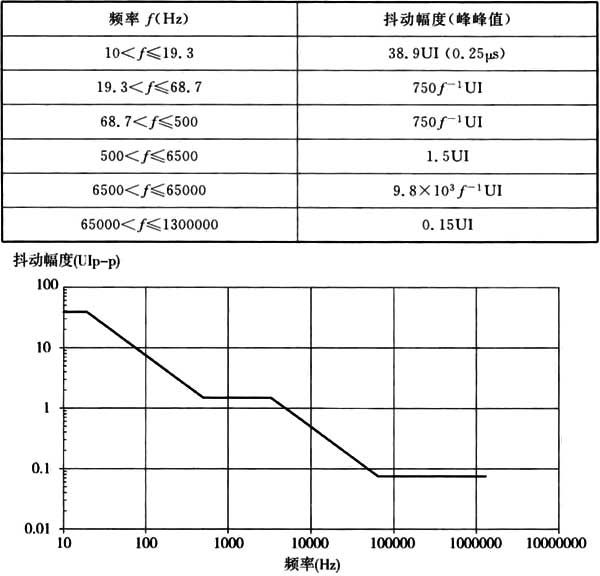 频率 f(Hz) 抖动幅度(峰峰值)
10<f≤19.3 38.9UI (0.25μs)
19.3<f≤68.7 750f⁻¹UI
68.7<f≤500 750f⁻¹UI
500<f≤6500 1.5UI
6500<f≤65000 9.8×10³f⁻¹UI
65000<f≤1300000 0.15UI
抖动幅度(UIp-p)
100
10
1
0.1
0.01
10 100 1000 10000 100000 1000000 10000000
频率(Hz)